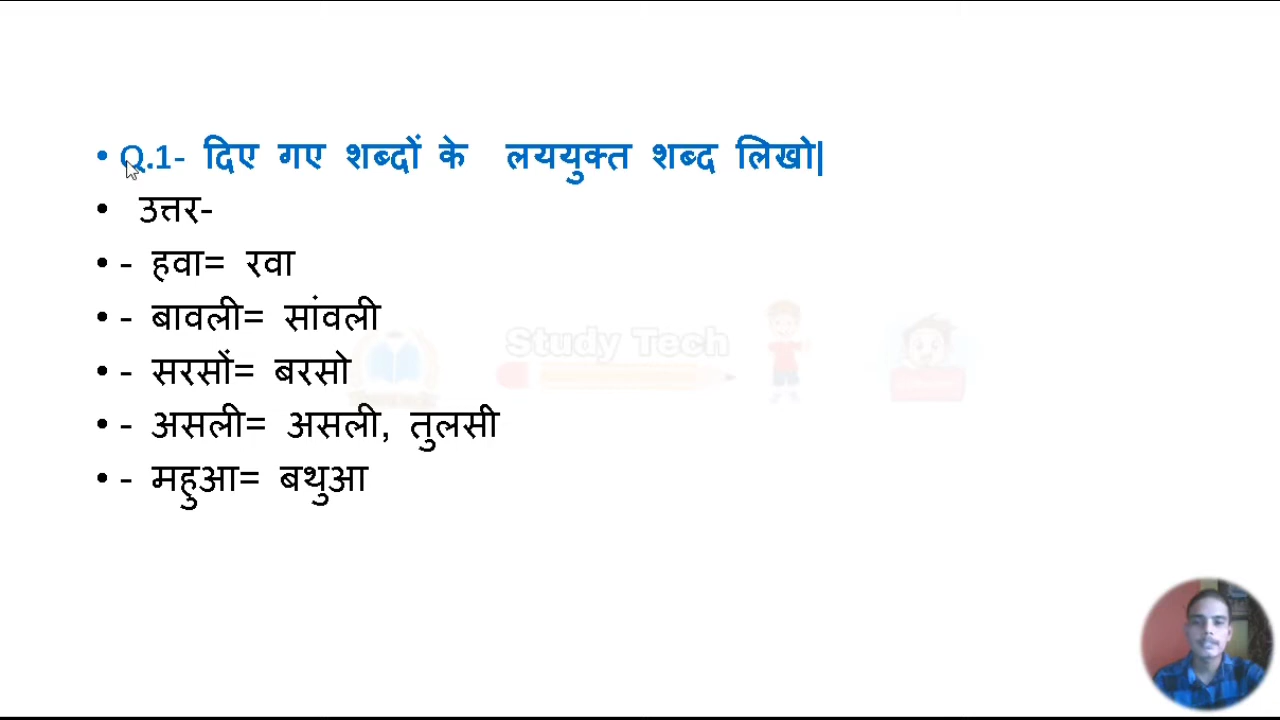 • Q.1- दिए गए शब्दों के लययुक्त शब्द लिखो|
• उत्तर-
• - हवा= रवा
• - बावली= सांवली
• - सरसों= बरसो
• - असली= असली, तुलसी
• - महुआ= बथुआ
Study Tech